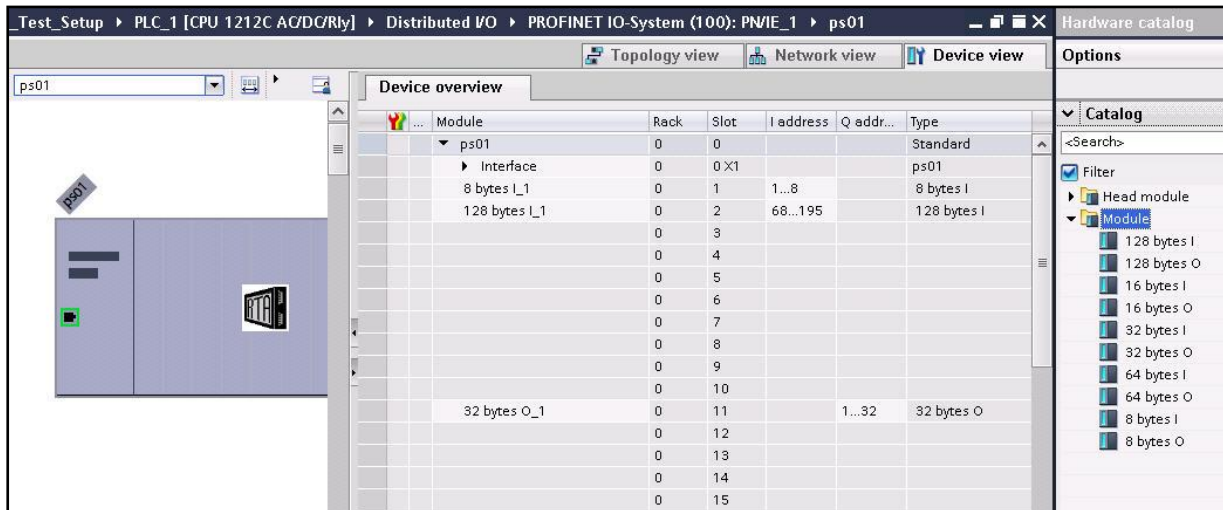 _Test_Setup ▸ PLC_1 [CPU 1212C AC/DC/Rly] ▸ Distributed I/O ▸ PROFINET IO-System (100): PN/IE_1 ▸ ps01
Hardware catalog
Topology view Network view Device view
Options
ps01
Device overview
... Module Rack Slot I address Q addr... Type
ps01 0 0 Standard
Interface 0 0 X1 ps01
8 bytes I_1 0 1 1...8 8 bytes I
128 bytes I_1 0 2 68...195 128 bytes I
0 3
0 4
0 5
0 6
0 7
0 8
0 9
0 10
32 bytes O_1 0 11 1...32 32 bytes O
0 12
0 13
0 14
0 15
ps01
RTA
Catalog
<Search>
Filter
Head module
Module
128 bytes I
128 bytes O
16 bytes I
16 bytes O
32 bytes I
32 bytes O
64 bytes I
64 bytes O
8 bytes I
8 bytes O